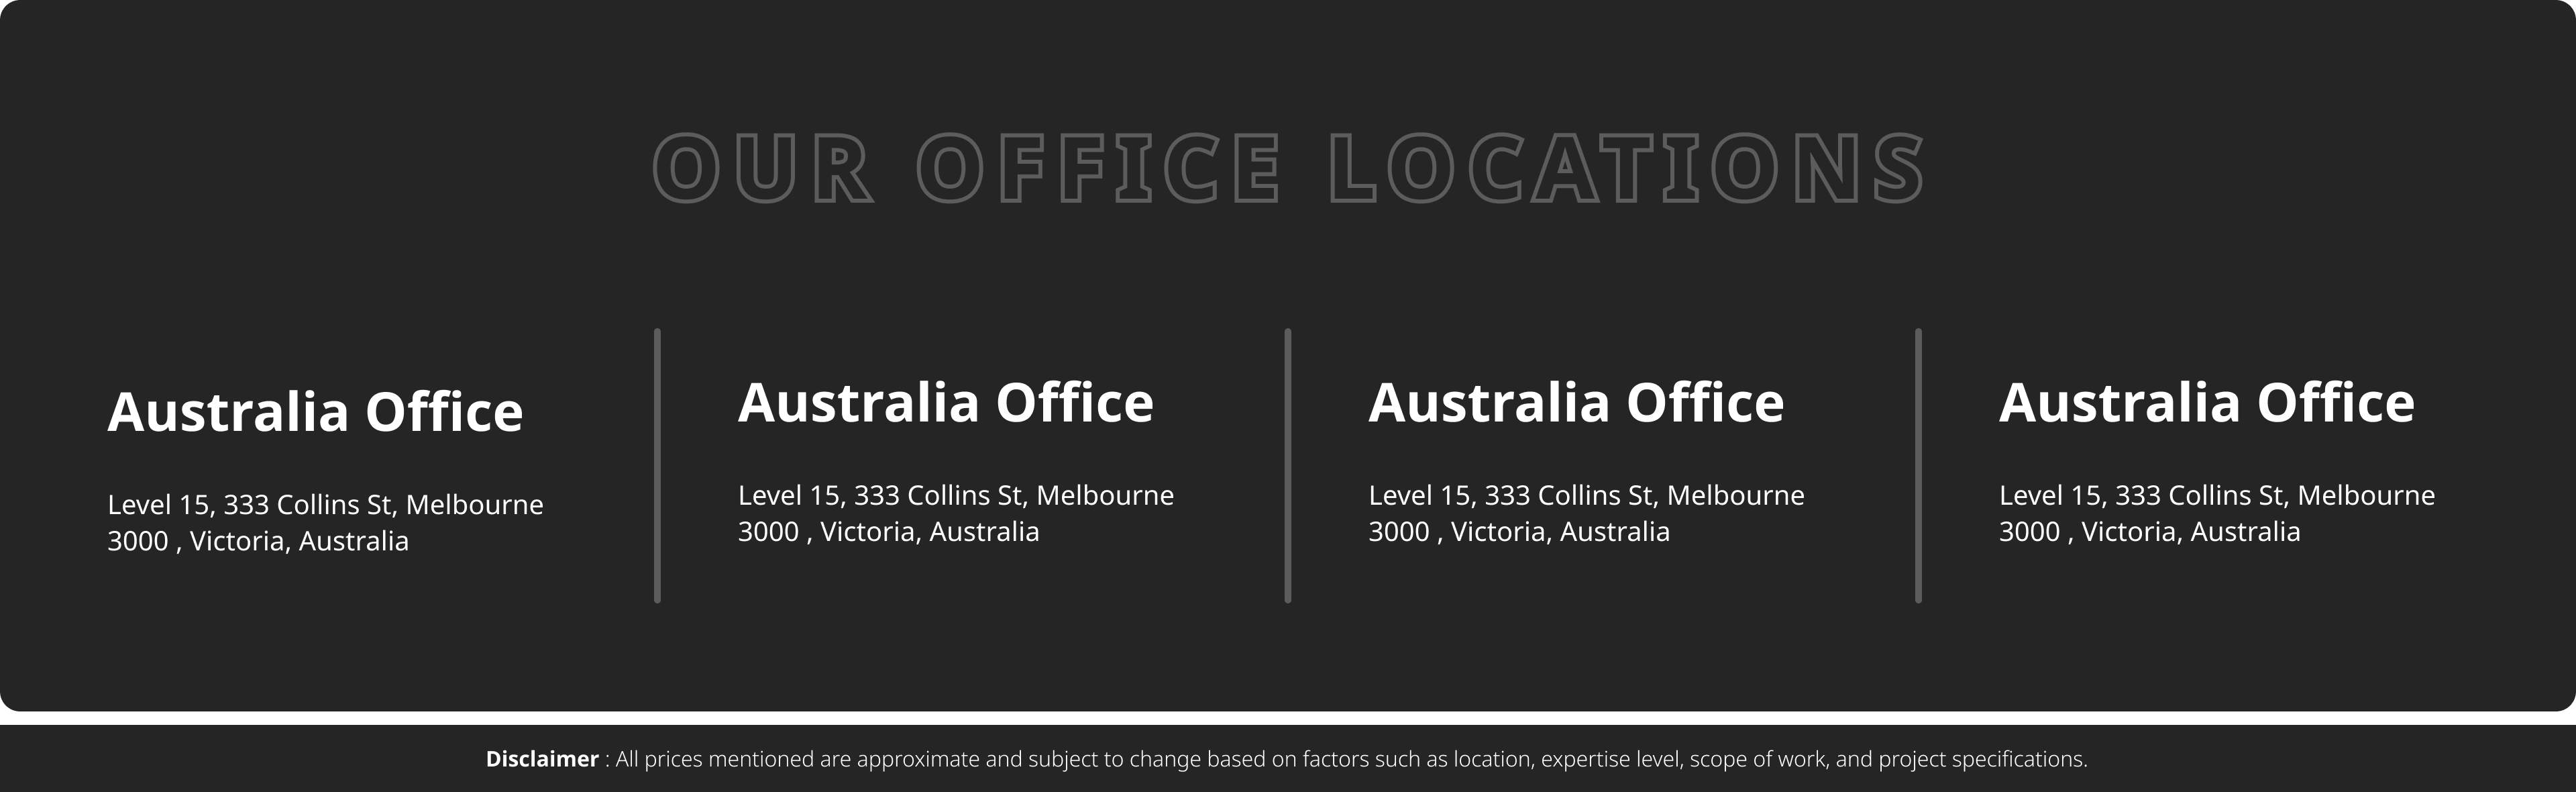 OUR OFFICE LOCATIONS
Australia Office
Level 15, 333 Collins St, Melbourne
3000 , Victoria, Australia
Australia Office
Level 15, 333 Collins St, Melbourne
3000 , Victoria, Australia
Australia Office
Level 15, 333 Collins St, Melbourne
3000 , Victoria, Australia
Australia Office
Level 15, 333 Collins St, Melbourne
3000 , Victoria, Australia
Disclaimer : All prices mentioned are approximate and subject to change based on factors such as location, expertise level, scope of work, and project specifications.